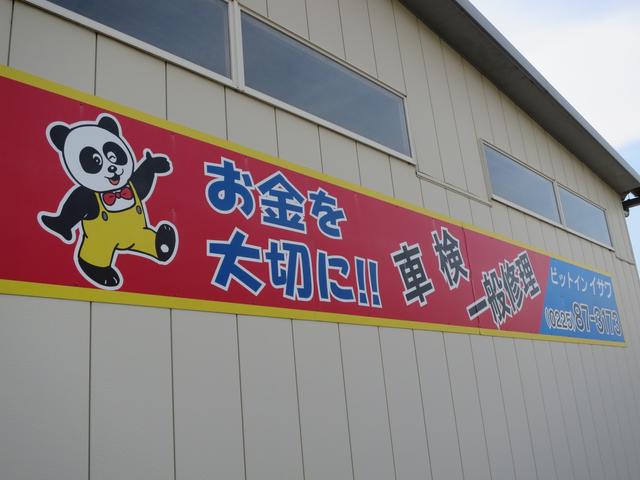 お金を
大切に!!
車検
一般修理
ピットインイサワ
(0225)87-3173